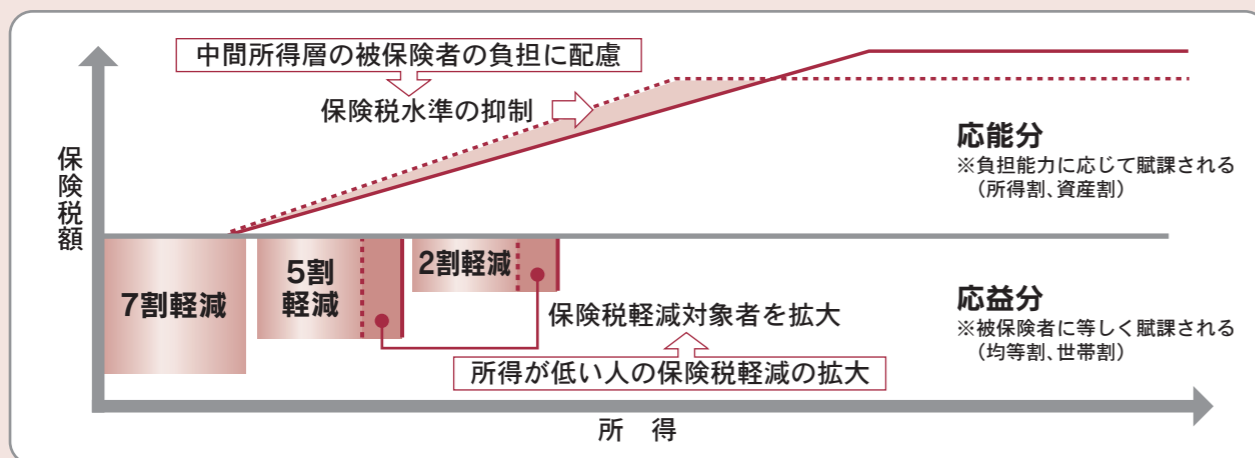 中間所得層の被保険者の負担に配慮
保険税水準の抑制
保険税額
応能分
※負担能力に応じて賦課される
(所得割、資産割)
7割軽減
5割
軽減
2割軽減
保険税軽減対象者を拡大
所得が低い人の保険税軽減の拡大
応益分
※被保険者に等しく賦課される
(均等割、世帯割)
所 得